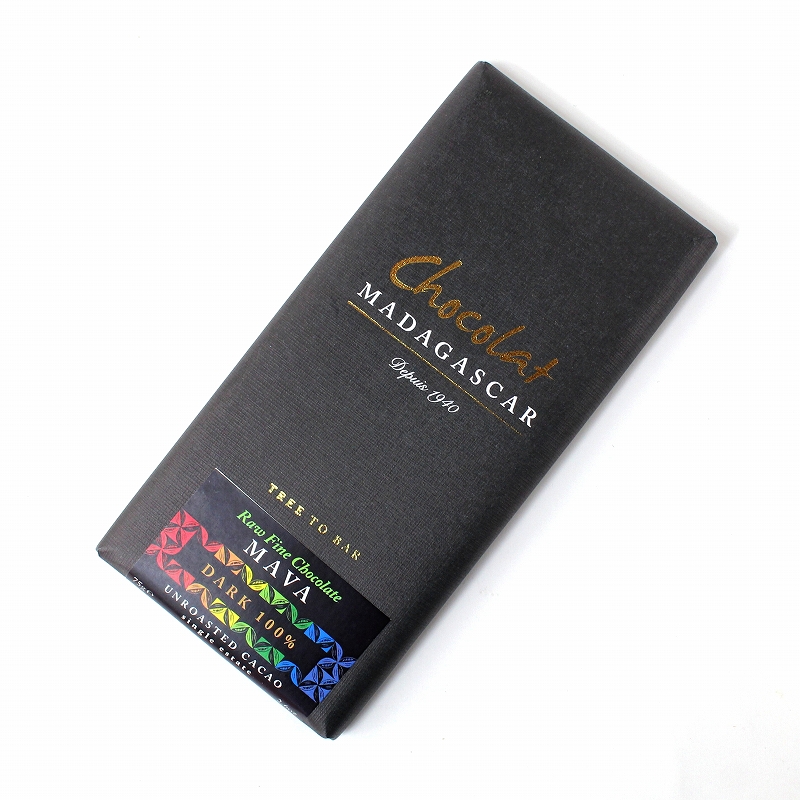 Chocolat
MADAGASCAR
Depuis 1940
TREE TO BAR
Raw Fine Chocolate
MAVA
DARK 100%
UNROASTED CACAO
single estate